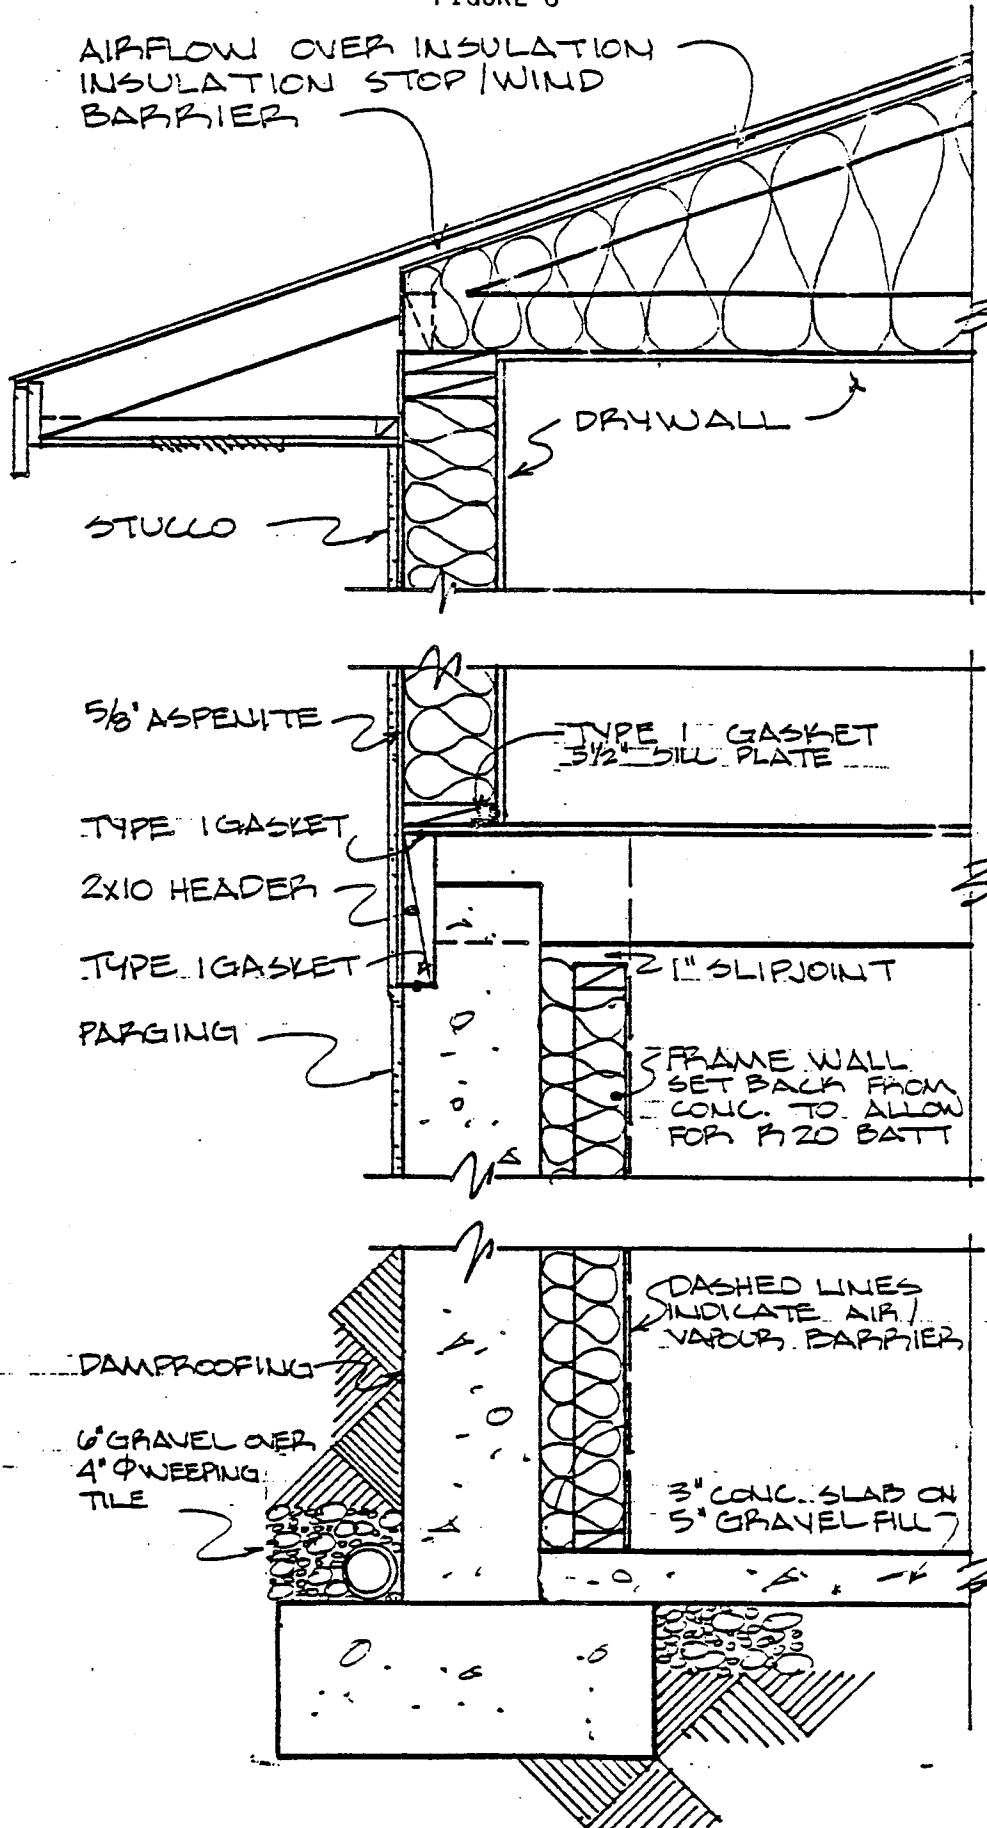 FIGURE 6
AIRFLOW OVER INSULATION
INSULATION STOP/WIND
BARRIER
DRYWALL
STUCCO
5/8" ASPENITE
TYPE 1 GASKET
5 1/2" SILL PLATE
TYPE 1 GASKET
2x10 HEADER
TYPE 1 GASKET
1" SLIPJOINT
PARGING
FRAME WALL
SET BACK FROM
CONC. TO ALLOW
FOR R20 BATT
DASHED LINES
INDICATE AIR/
VAPOUR BARRIER
DAMPROOFING
6" GRAVEL OVER
4" Φ WEEPING
TILE
3" CONC. SLAB ON
5" GRAVEL FILL